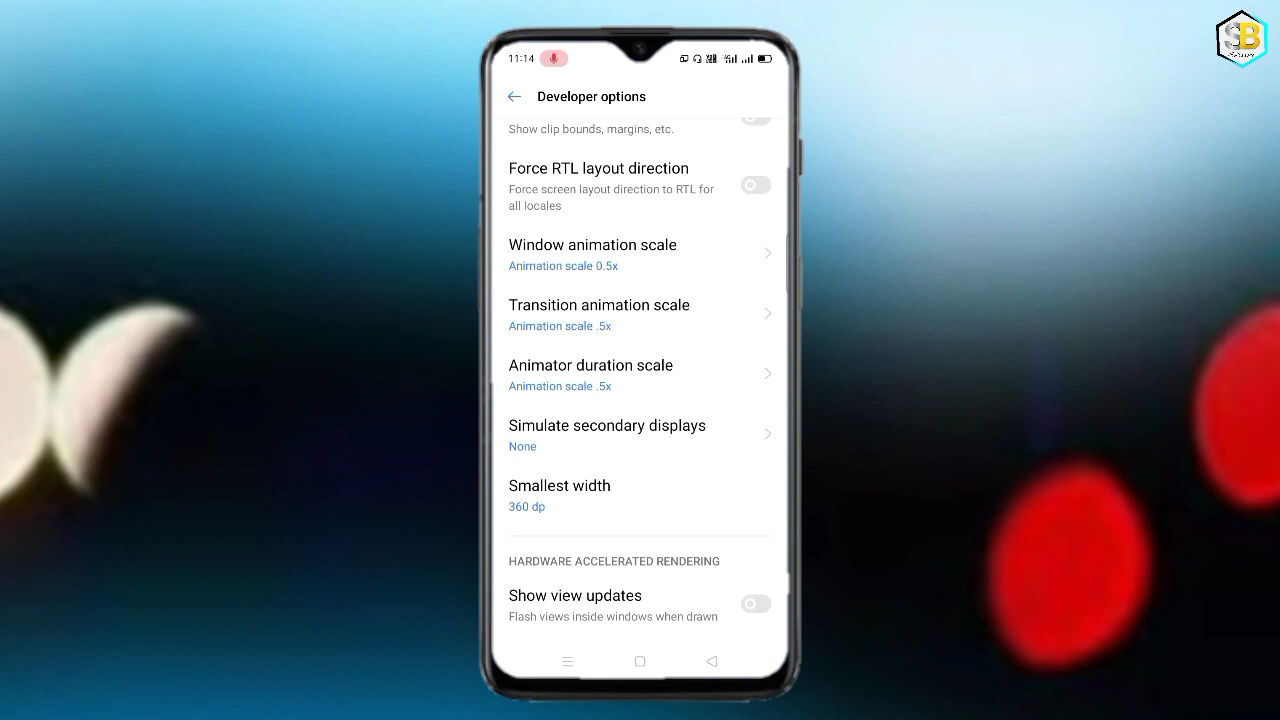 SB
11:14
Developer options
Show clip bounds, margins, etc.
Force RTL layout direction
Force screen layout direction to RTL for
all locales
Window animation scale
Animation scale 0.5x
Transition animation scale
Animation scale .5x
Animator duration scale
Animation scale .5x
Simulate secondary displays
None
Smallest width
360 dp
HARDWARE ACCELERATED RENDERING
Show view updates
Flash views inside windows when drawn